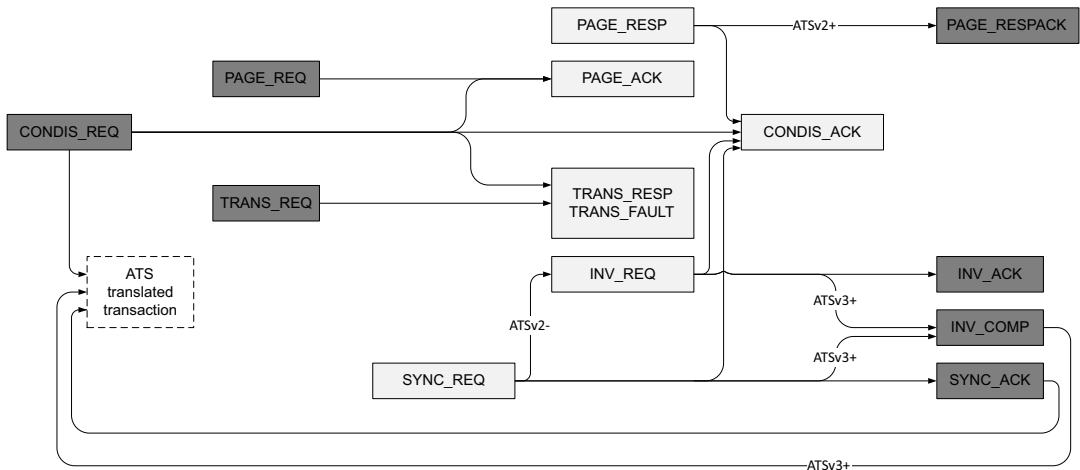 PAGE_RESP
ATSv2+
PAGE_RESPACK
PAGE_REQ
PAGE_ACK
CONDIS_REQ
CONDIS_ACK
TRANS_REQ
TRANS_RESP
TRANS_FAULT
ATS
translated
transaction
INV_REQ
INV_ACK
ATSv3+
INV_COMP
ATSv2-
ATSv3+
SYNC_REQ
SYNC_ACK
ATSv3+